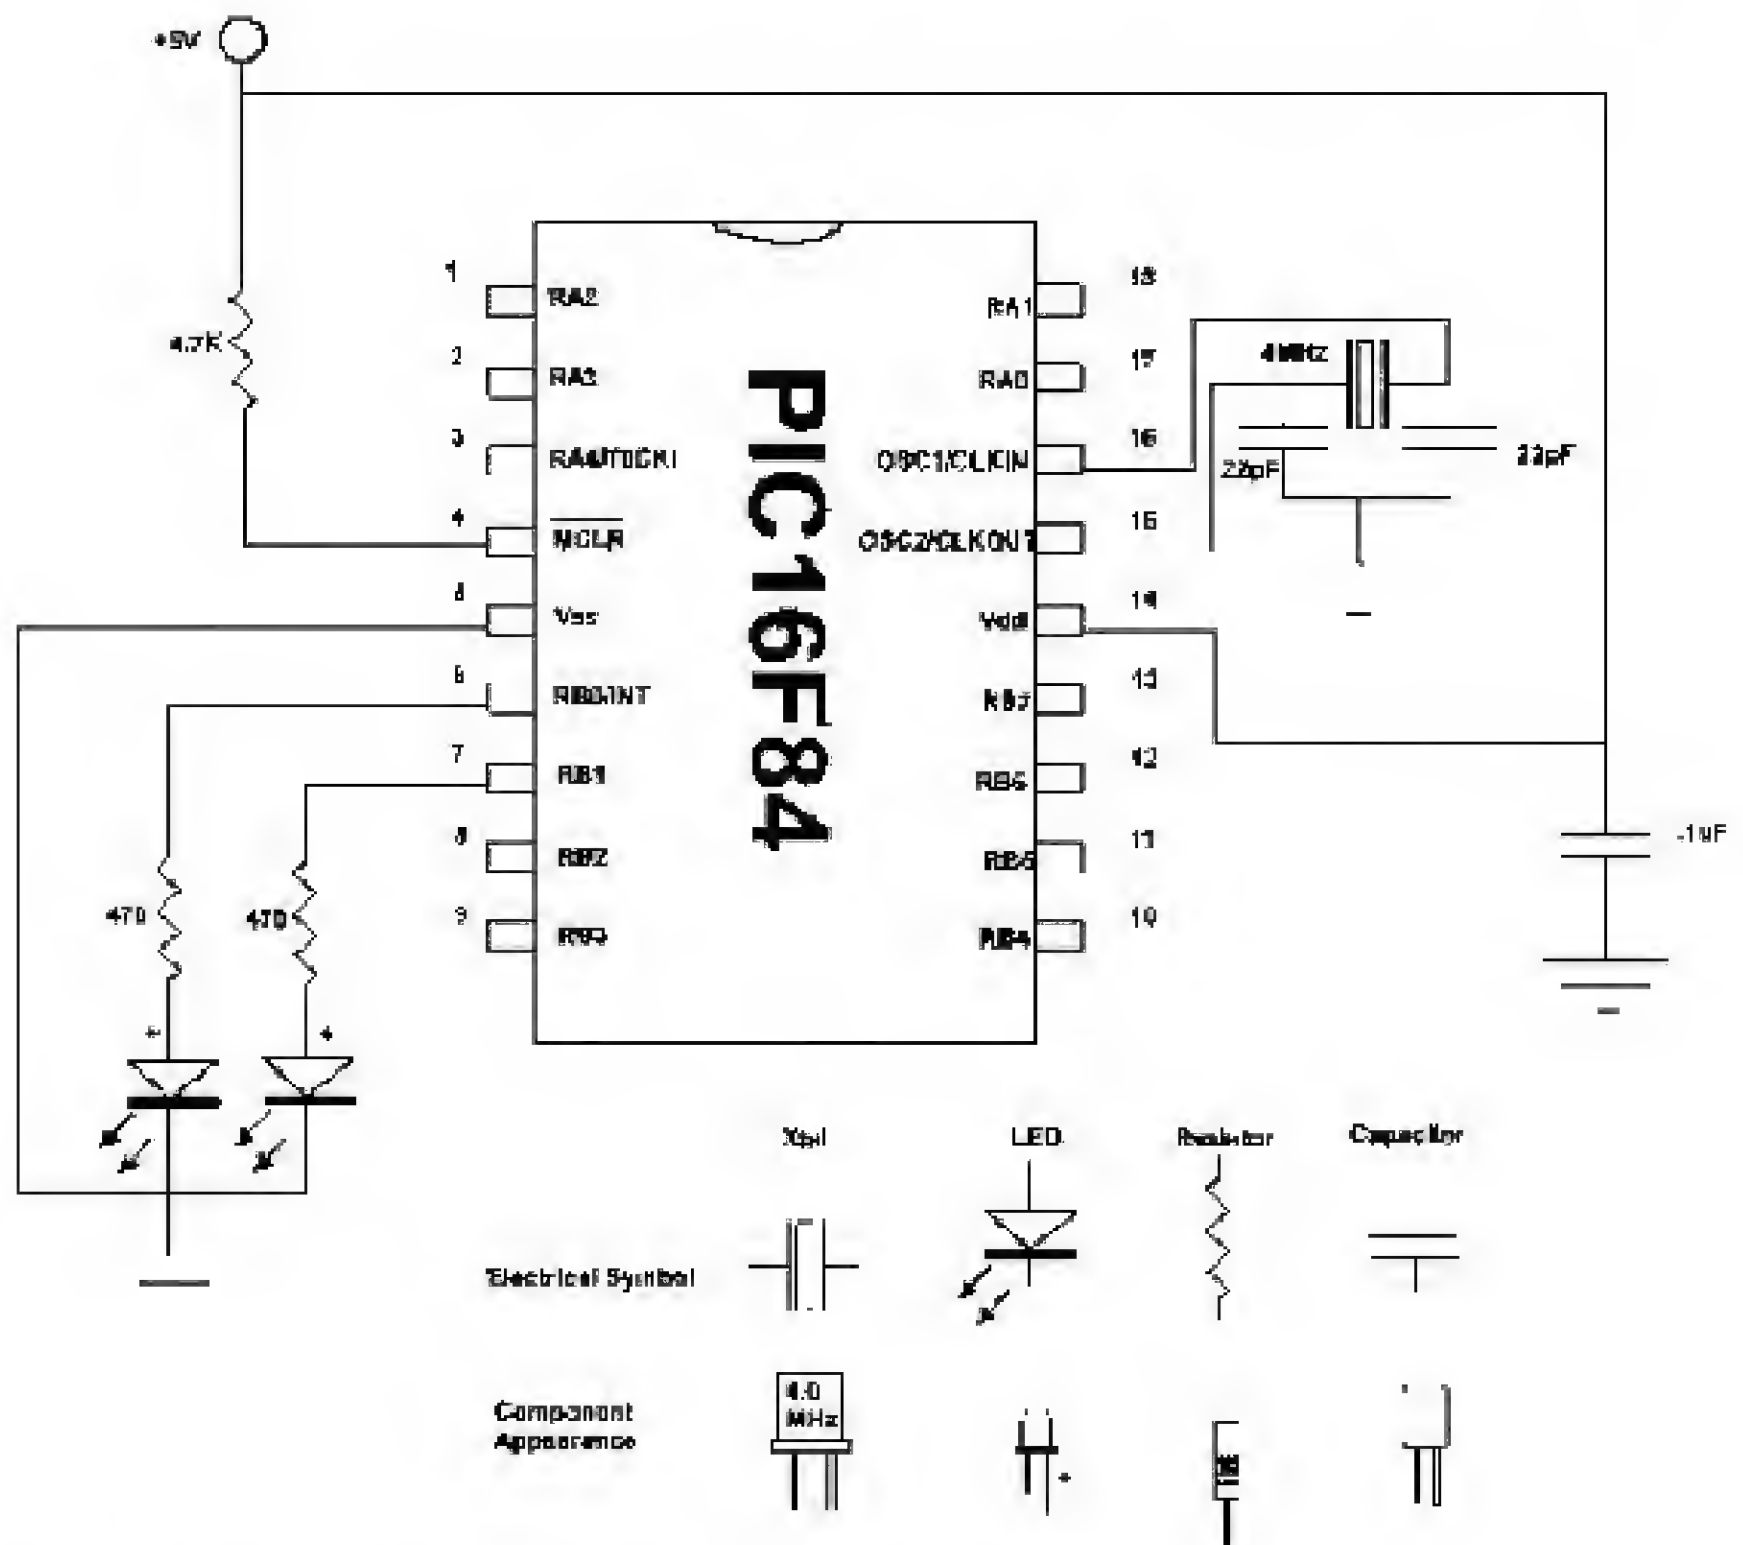 +5V
4.7K
1
RA2
2
RA3
3
RA4/T0CKI
4
MCLR
Vss
6
RB0/INT
7
RB1
8
RB2
9
RB3
PIC16F84
18
RA1
17
RA0
16
OSC1/CLKIN
15
OSC2/CLKOUT
14
Vdd
13
RB7
12
RB6
11
RB5
10
RB4
4MHz
22pF
22pF
.1uF
470
470
+
+
LED
Resistor
Capacitor
Electrical Symbol
Component
Appearance
4.0
MHz
+